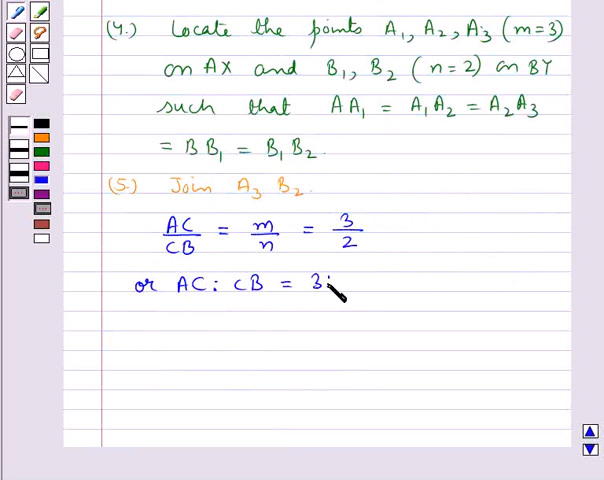 (4.) Locate the points A₁, A₂, A₃ (m=3)
on AX and B₁, B₂ (n=2) on BY
such that AA₁ = A₁A₂ = A₂A₃
= BB₁ = B₁B₂.
(5.) Join A₃ B₂.
AC/CB = m/n = 3/2
or AC : CB = 3: